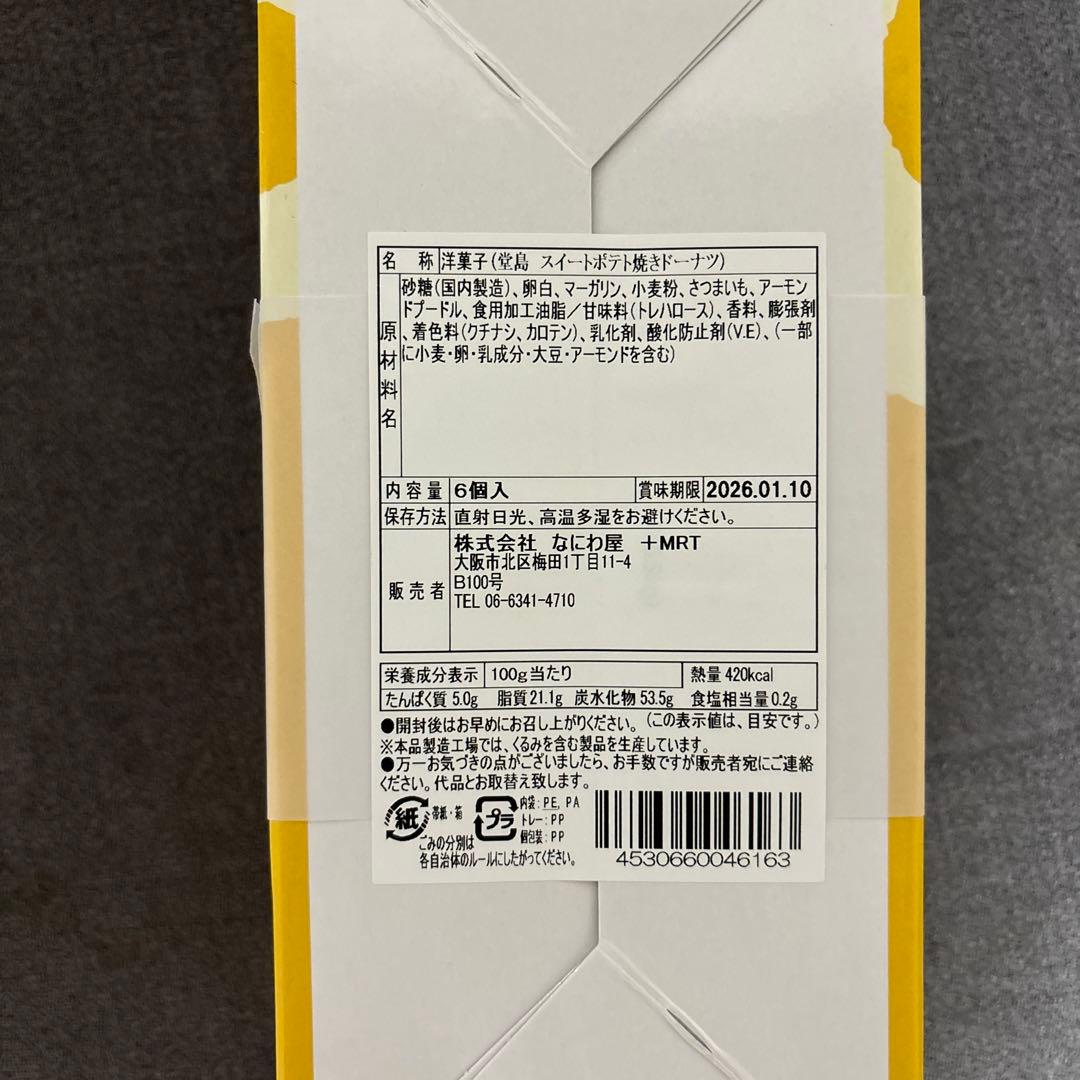 名称 洋菓子(堂島 スイートポテト焼きドーナツ)
原材料名 砂糖(国内製造)、卵白、マーガリン、小麦粉、さつまいも、アーモン
ドプードル、食用加工油脂/甘味料(トレハロース)、香料、膨張剤
、着色料(クチナシ、カロテン)、乳化剤、酸化防止剤(V.E)、(一部
に小麦・卵・乳成分・大豆・アーモンドを含む)
内容量 6個入 賞味期限 2026.01.10
保存方法 直射日光、高温多湿をお避けください。
販売者 株式会社 なにわ屋 +MRT
大阪市北区梅田1丁目11-4
B100号
TEL 06-6341-4710
栄養成分表示 100g当たり 熱量 420kcal
たんぱく質 5.0g 脂質 21.1g 炭水化物 53.5g 食塩相当量 0.2g
●開封後はお早めにお召し上がりください。(この表示値は、目安です。)
※本品製造工場では、くるみを含む製品を生産しています。
●万一お気づきの点がございましたら、お手数ですが販売者宛にご連絡
ください。代品とお取替え致します。
紙 帯紙・箱
プラ 内袋:PE, PA
トレー:PP
個包装:PP
ごみの分別は
各自治体のルールにしたがってください。
4530660046163